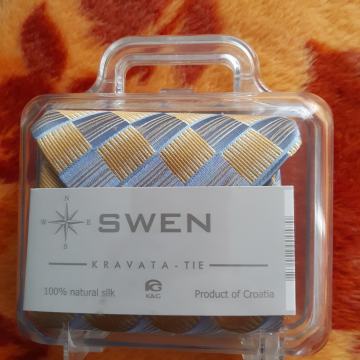 N
W E
S
SWEN
KRAVATA - TIE
100% natural silk
K&G
Product of Croatia